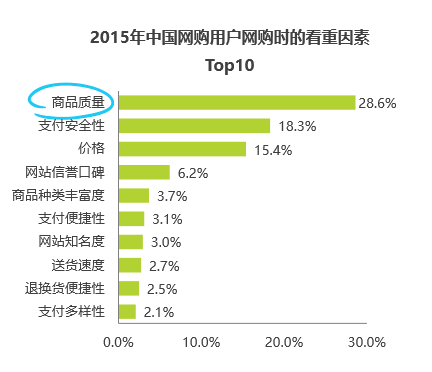 2015年中国网购用户网购时的看重因素
Top10
商品质量 28.6%
支付安全性 18.3%
价格 15.4%
网站信誉口碑 6.2%
商品种类丰富度 3.7%
支付便捷性 3.1%
网站知名度 3.0%
送货速度 2.7%
退换货便捷性 2.5%
支付多样性 2.1%
0.0% 10.0% 20.0% 30.0%